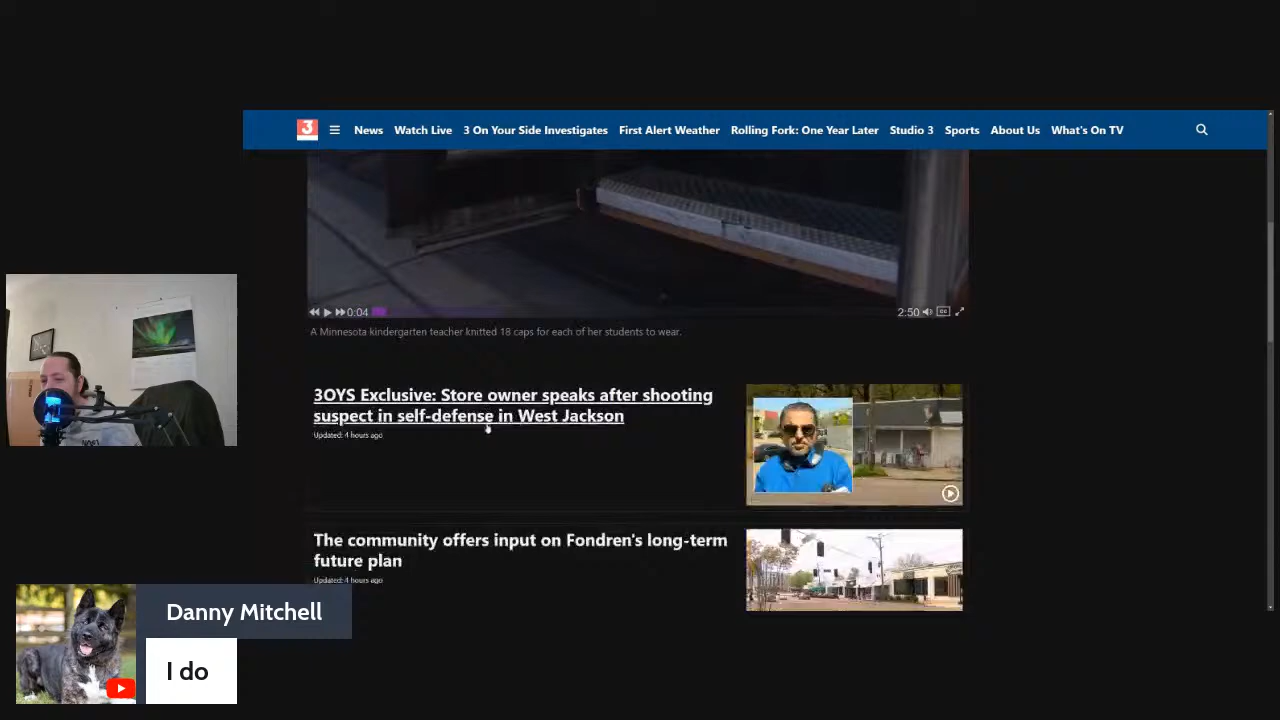 3
News
Watch Live
3 On Your Side Investigates
First Alert Weather
Rolling Fork: One Year Later
Studio 3
Sports
About Us
What's On TV
0:04
2:50
CC
A Minnesota kindergarten teacher knitted 18 caps for each of her students to wear.
3OYS Exclusive: Store owner speaks after shooting
suspect in self-defense in West Jackson
Updated: 4 hours ago
The community offers input on Fondren's long-term
future plan
Updated: 4 hours ago
Danny Mitchell
I do